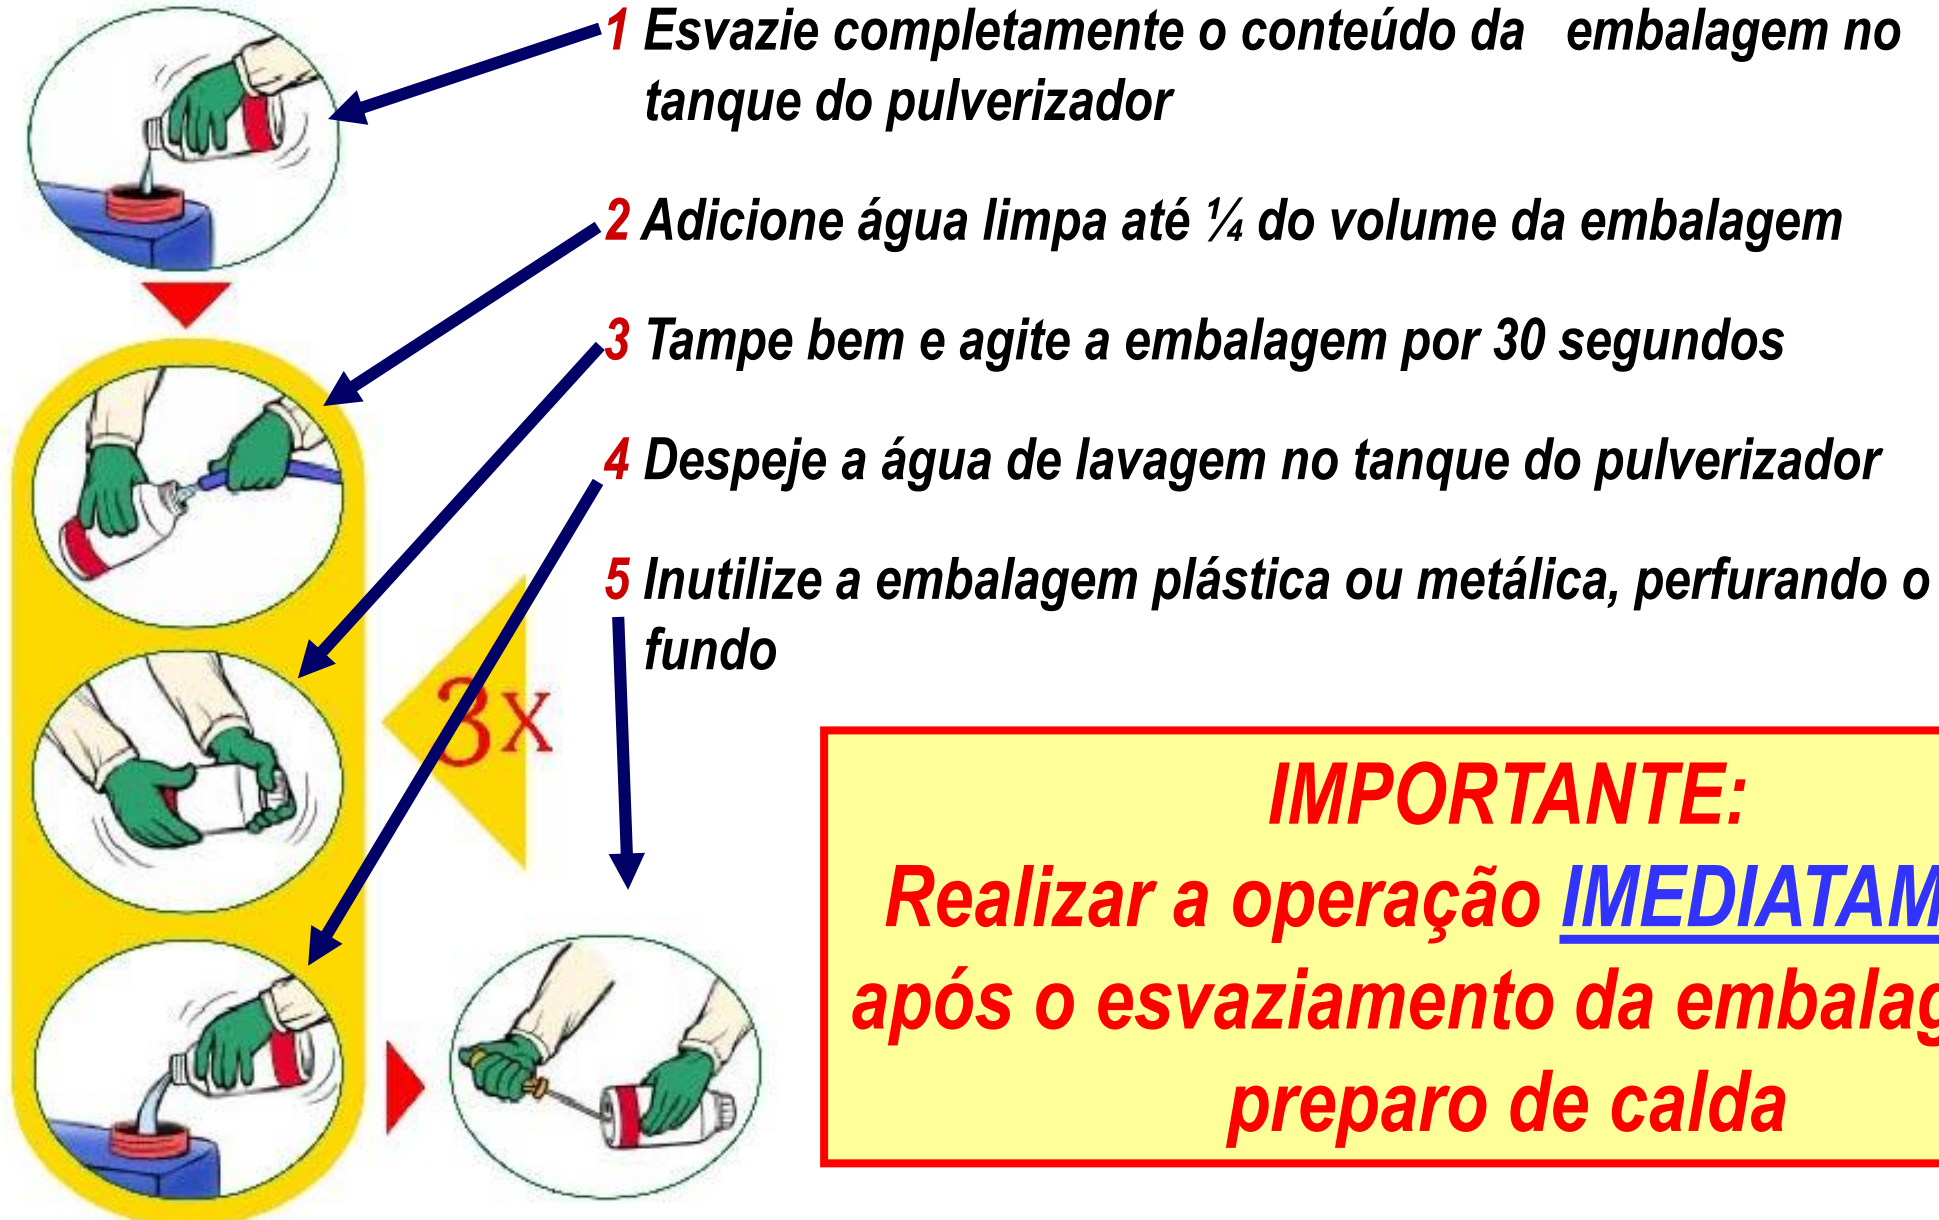 1 Esvazie completamente o conteúdo da embalagem no
tanque do pulverizador
2 Adicione água limpa até ¼ do volume da embalagem
3 Tampe bem e agite a embalagem por 30 segundos
4 Despeje a água de lavagem no tanque do pulverizador
5 Inutilize a embalagem plástica ou metálica, perfurando o
fundo
3X
IMPORTANTE:
Realizar a operação
após o esvaziamento da
preparo de calda